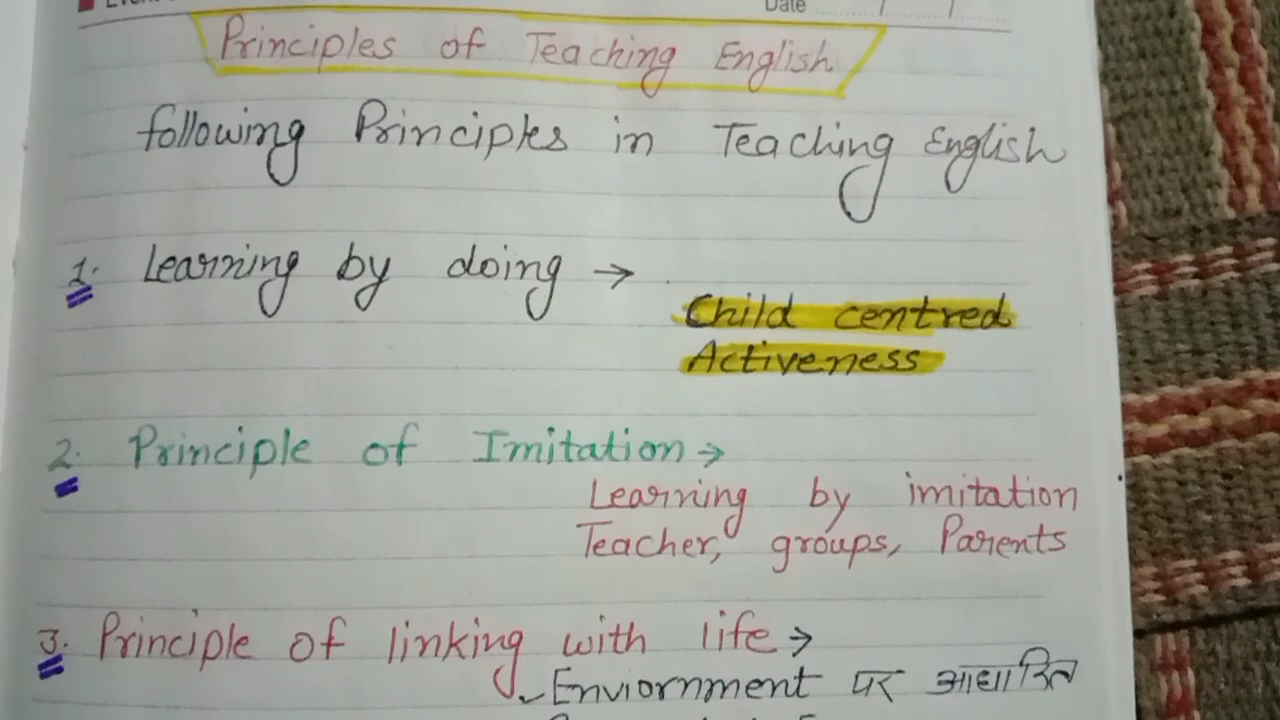 Date
Principles of Teaching English
following Principles in Teaching English
1. Learning by doing →
Child centred
Activeness
2. Principle of Imitation →
Learning by imitation
Teacher, groups, Parents
3. Principle of linking with life →
Enviornment पर आधारित